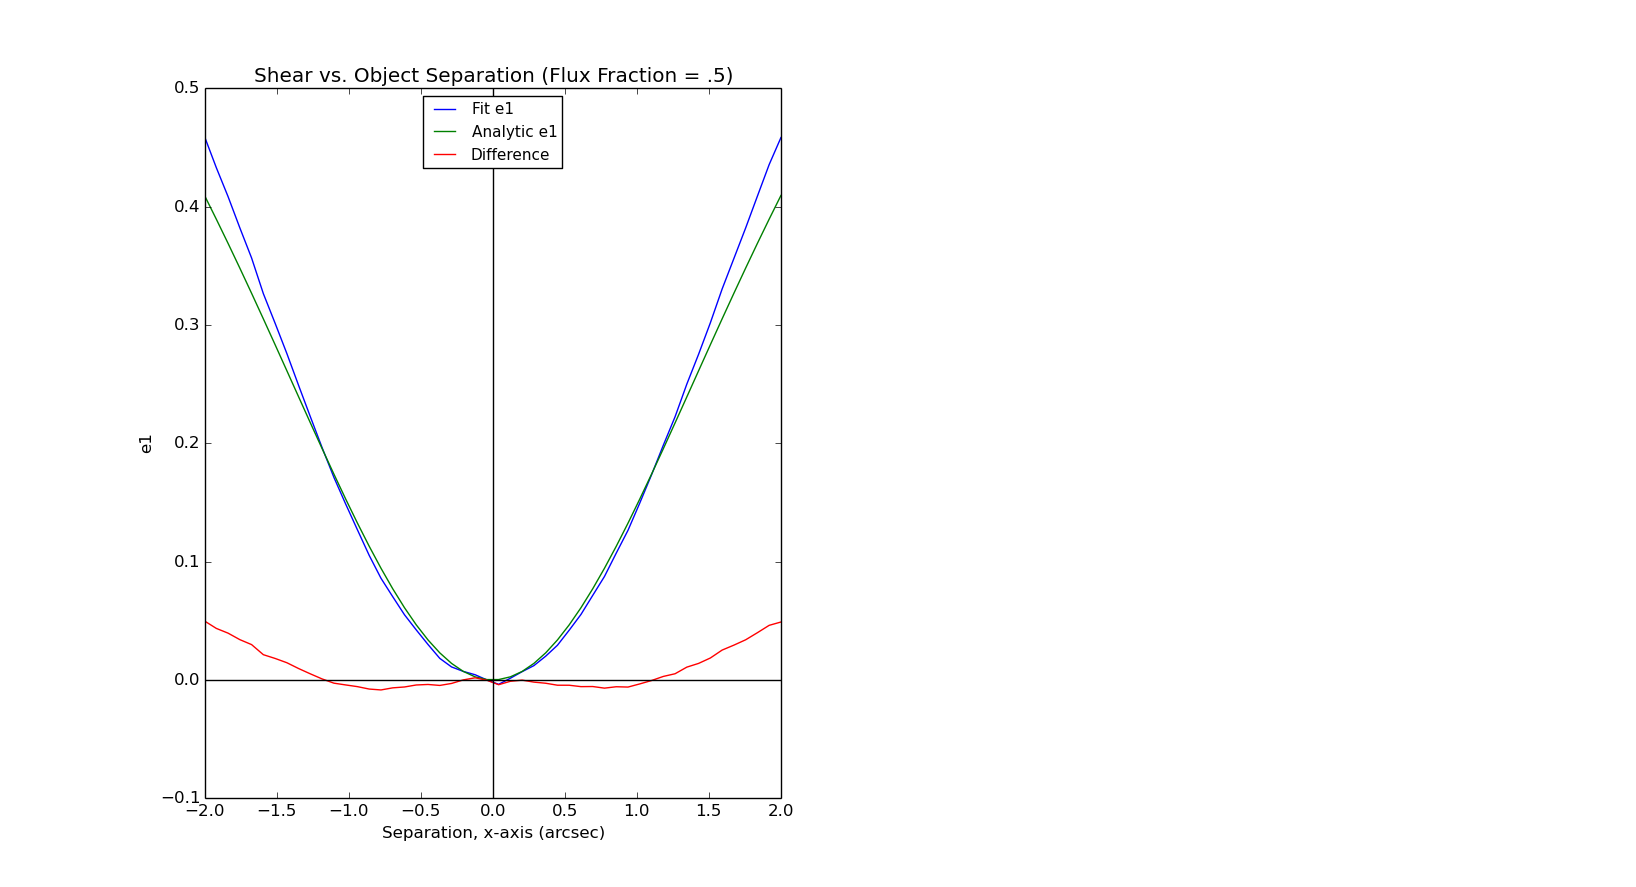 Shear vs. Object Separation (Flux Fraction = .5)
Fit e1
Analytic e1
Difference
0.5
0.4
0.3
0.2
0.1
0.0
−0.1
e1
−2.0 −1.5 −1.0 −0.5 0.0 0.5 1.0 1.5 2.0
Separation, x-axis (arcsec)